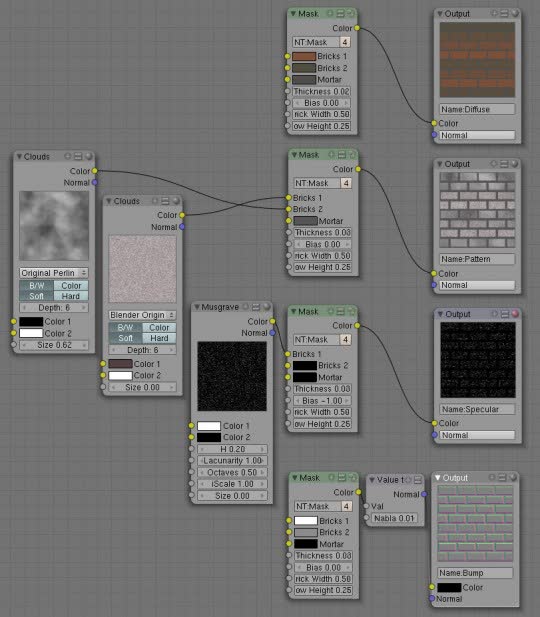 Mask
Color
NT:Mask 4
Bricks 1
Bricks 2
Mortar
Thickness 0.02
Bias 0.00
rick Width 0.50
ow Height 0.25
Output
Name:Diffuse
Color
Normal
Clouds
Color
Normal
Original Perlin
B/W Color
Soft Hard
Depth: 6
Color 1
Color 2
Size 0.62
Clouds
Color
Normal
Blender Origin
B/W Color
Soft Hard
Depth: 6
Color 1
Color 2
Size 0.00
Mask
Color
NT:Mask 4
Bricks 1
Bricks 2
Mortar
Thickness 0.03
Bias 0.00
rick Width 0.50
ow Height 0.25
Output
Name:Pattern
Color
Normal
Musgrave
Color
Normal
Color 1
Color 2
H 0.20
Lacunarity 1.00
Octaves 0.50
iScale 1.00
Size 0.00
Mask
Color
NT:Mask 4
Bricks 1
Bricks 2
Mortar
Thickness 0.03
Bias -1.00
rick Width 0.50
ow Height 0.25
Output
Name:Specular
Color
Normal
Mask
Color
NT:Mask 4
Bricks 1
Bricks 2
Mortar
Thickness 0.03
Bias 0.00
rick Width 0.50
ow Height 0.25
Value 1
Normal
Val
Nabla 0.01
Output
Name:Bump
Color
Normal